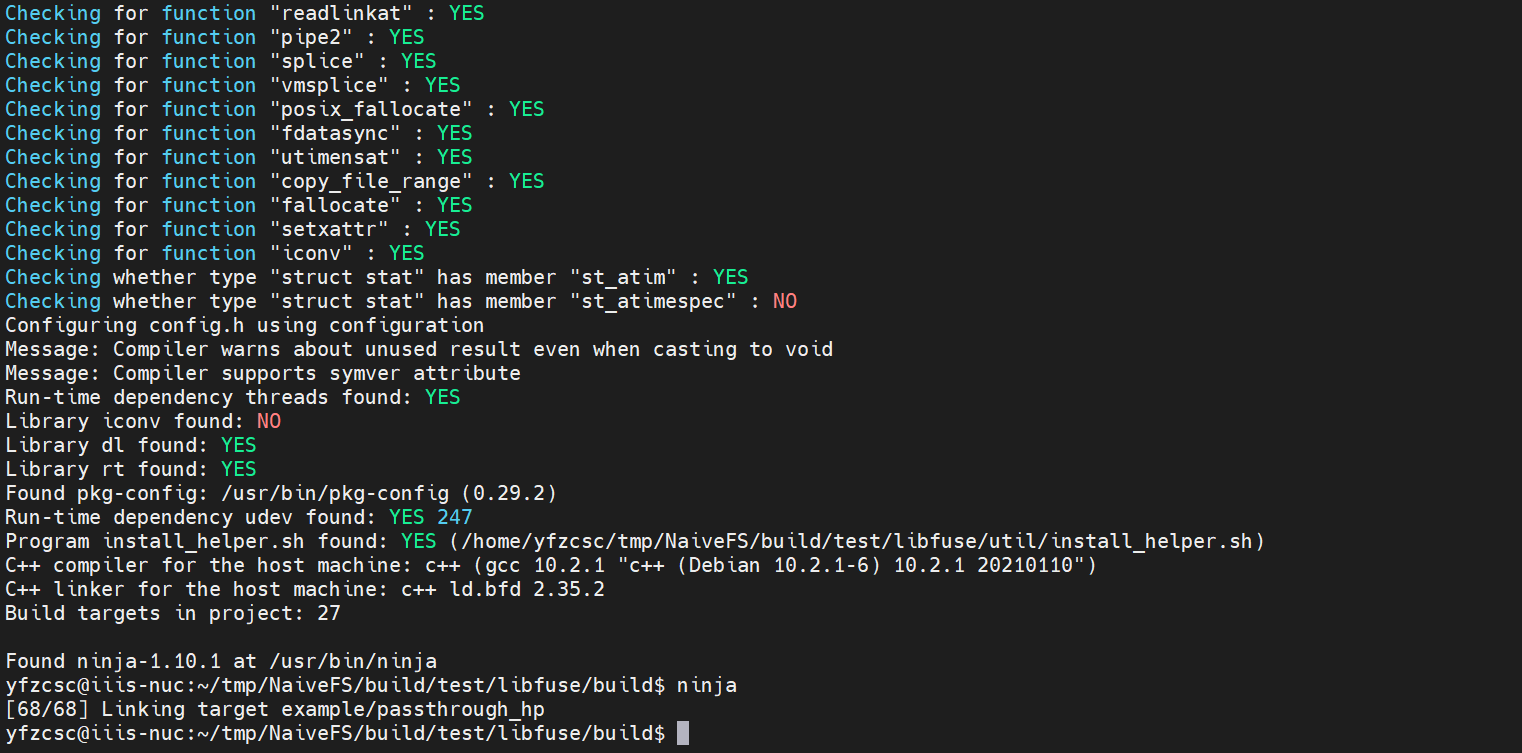 Checking for function "readlinkat" : YES
Checking for function "pipe2" : YES
Checking for function "splice" : YES
Checking for function "vmsplice" : YES
Checking for function "posix_fallocate" : YES
Checking for function "fdatasync" : YES
Checking for function "utimensat" : YES
Checking for function "copy_file_range" : YES
Checking for function "fallocate" : YES
Checking for function "setxattr" : YES
Checking for function "iconv" : YES
Checking whether type "struct stat" has member "st_atim" : YES
Checking whether type "struct stat" has member "st_atimespec" : NO
Configuring config.h using configuration
Message: Compiler warns about unused result even when casting to void
Message: Compiler supports symver attribute
Run-time dependency threads found: YES
Library iconv found: NO
Library dl found: YES
Library rt found: YES
Found pkg-config: /usr/bin/pkg-config (0.29.2)
Run-time dependency udev found: YES 247
Program install_helper.sh found: YES (/home/yfzcsc/tmp/NaiveFS/build/test/libfuse/util/install_helper.sh)
C++ compiler for the host machine: c++ (gcc 10.2.1 "c++ (Debian 10.2.1-6) 10.2.1 20210110")
C++ linker for the host machine: c++ ld.bfd 2.35.2
Build targets in project: 27
Found ninja-1.10.1 at /usr/bin/ninja
yfzcsc@iiis-nuc:~/tmp/NaiveFS/build/test/libfuse/build$ ninja
[68/68] Linking target example/passthrough_hp
yfzcsc@iiis-nuc:~/tmp/NaiveFS/build/test/libfuse/build$